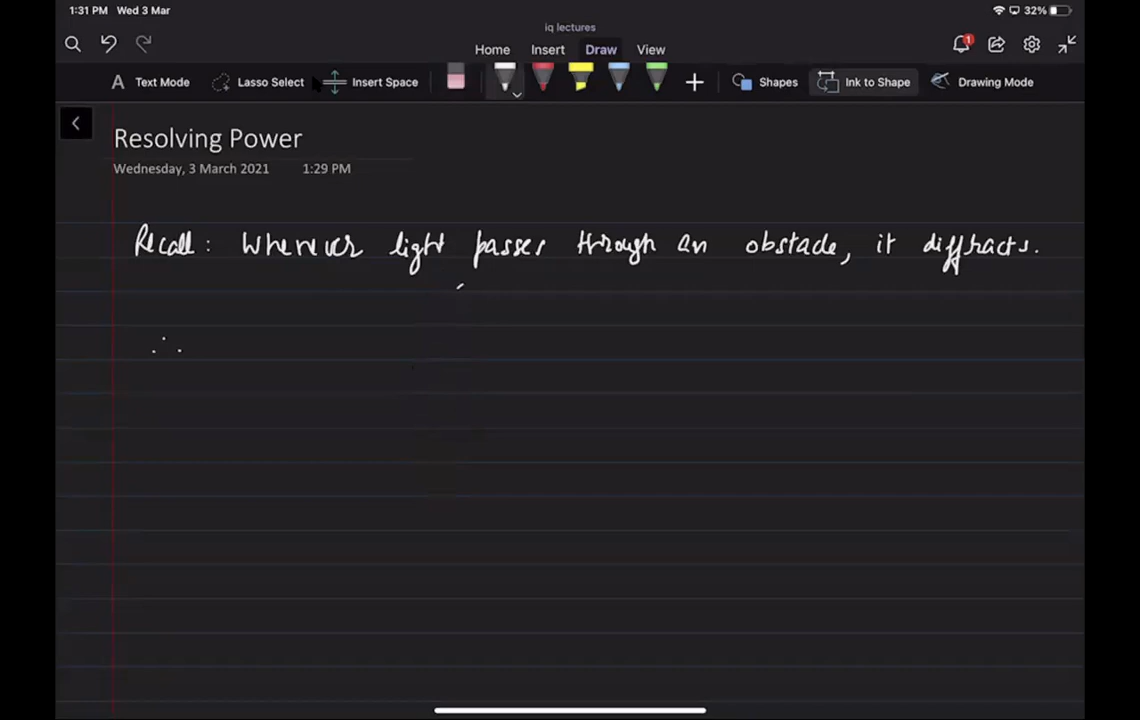 1:31 PM Wed 3 Mar
32%
iq lectures
Home Insert Draw View
1
Text Mode Lasso Select Insert Space Shapes Ink to Shape Drawing Mode
Resolving Power
Wednesday, 3 March 2021 1:29 PM
Recall: Whenever light passes through an obstacle, it diffracts.
∴